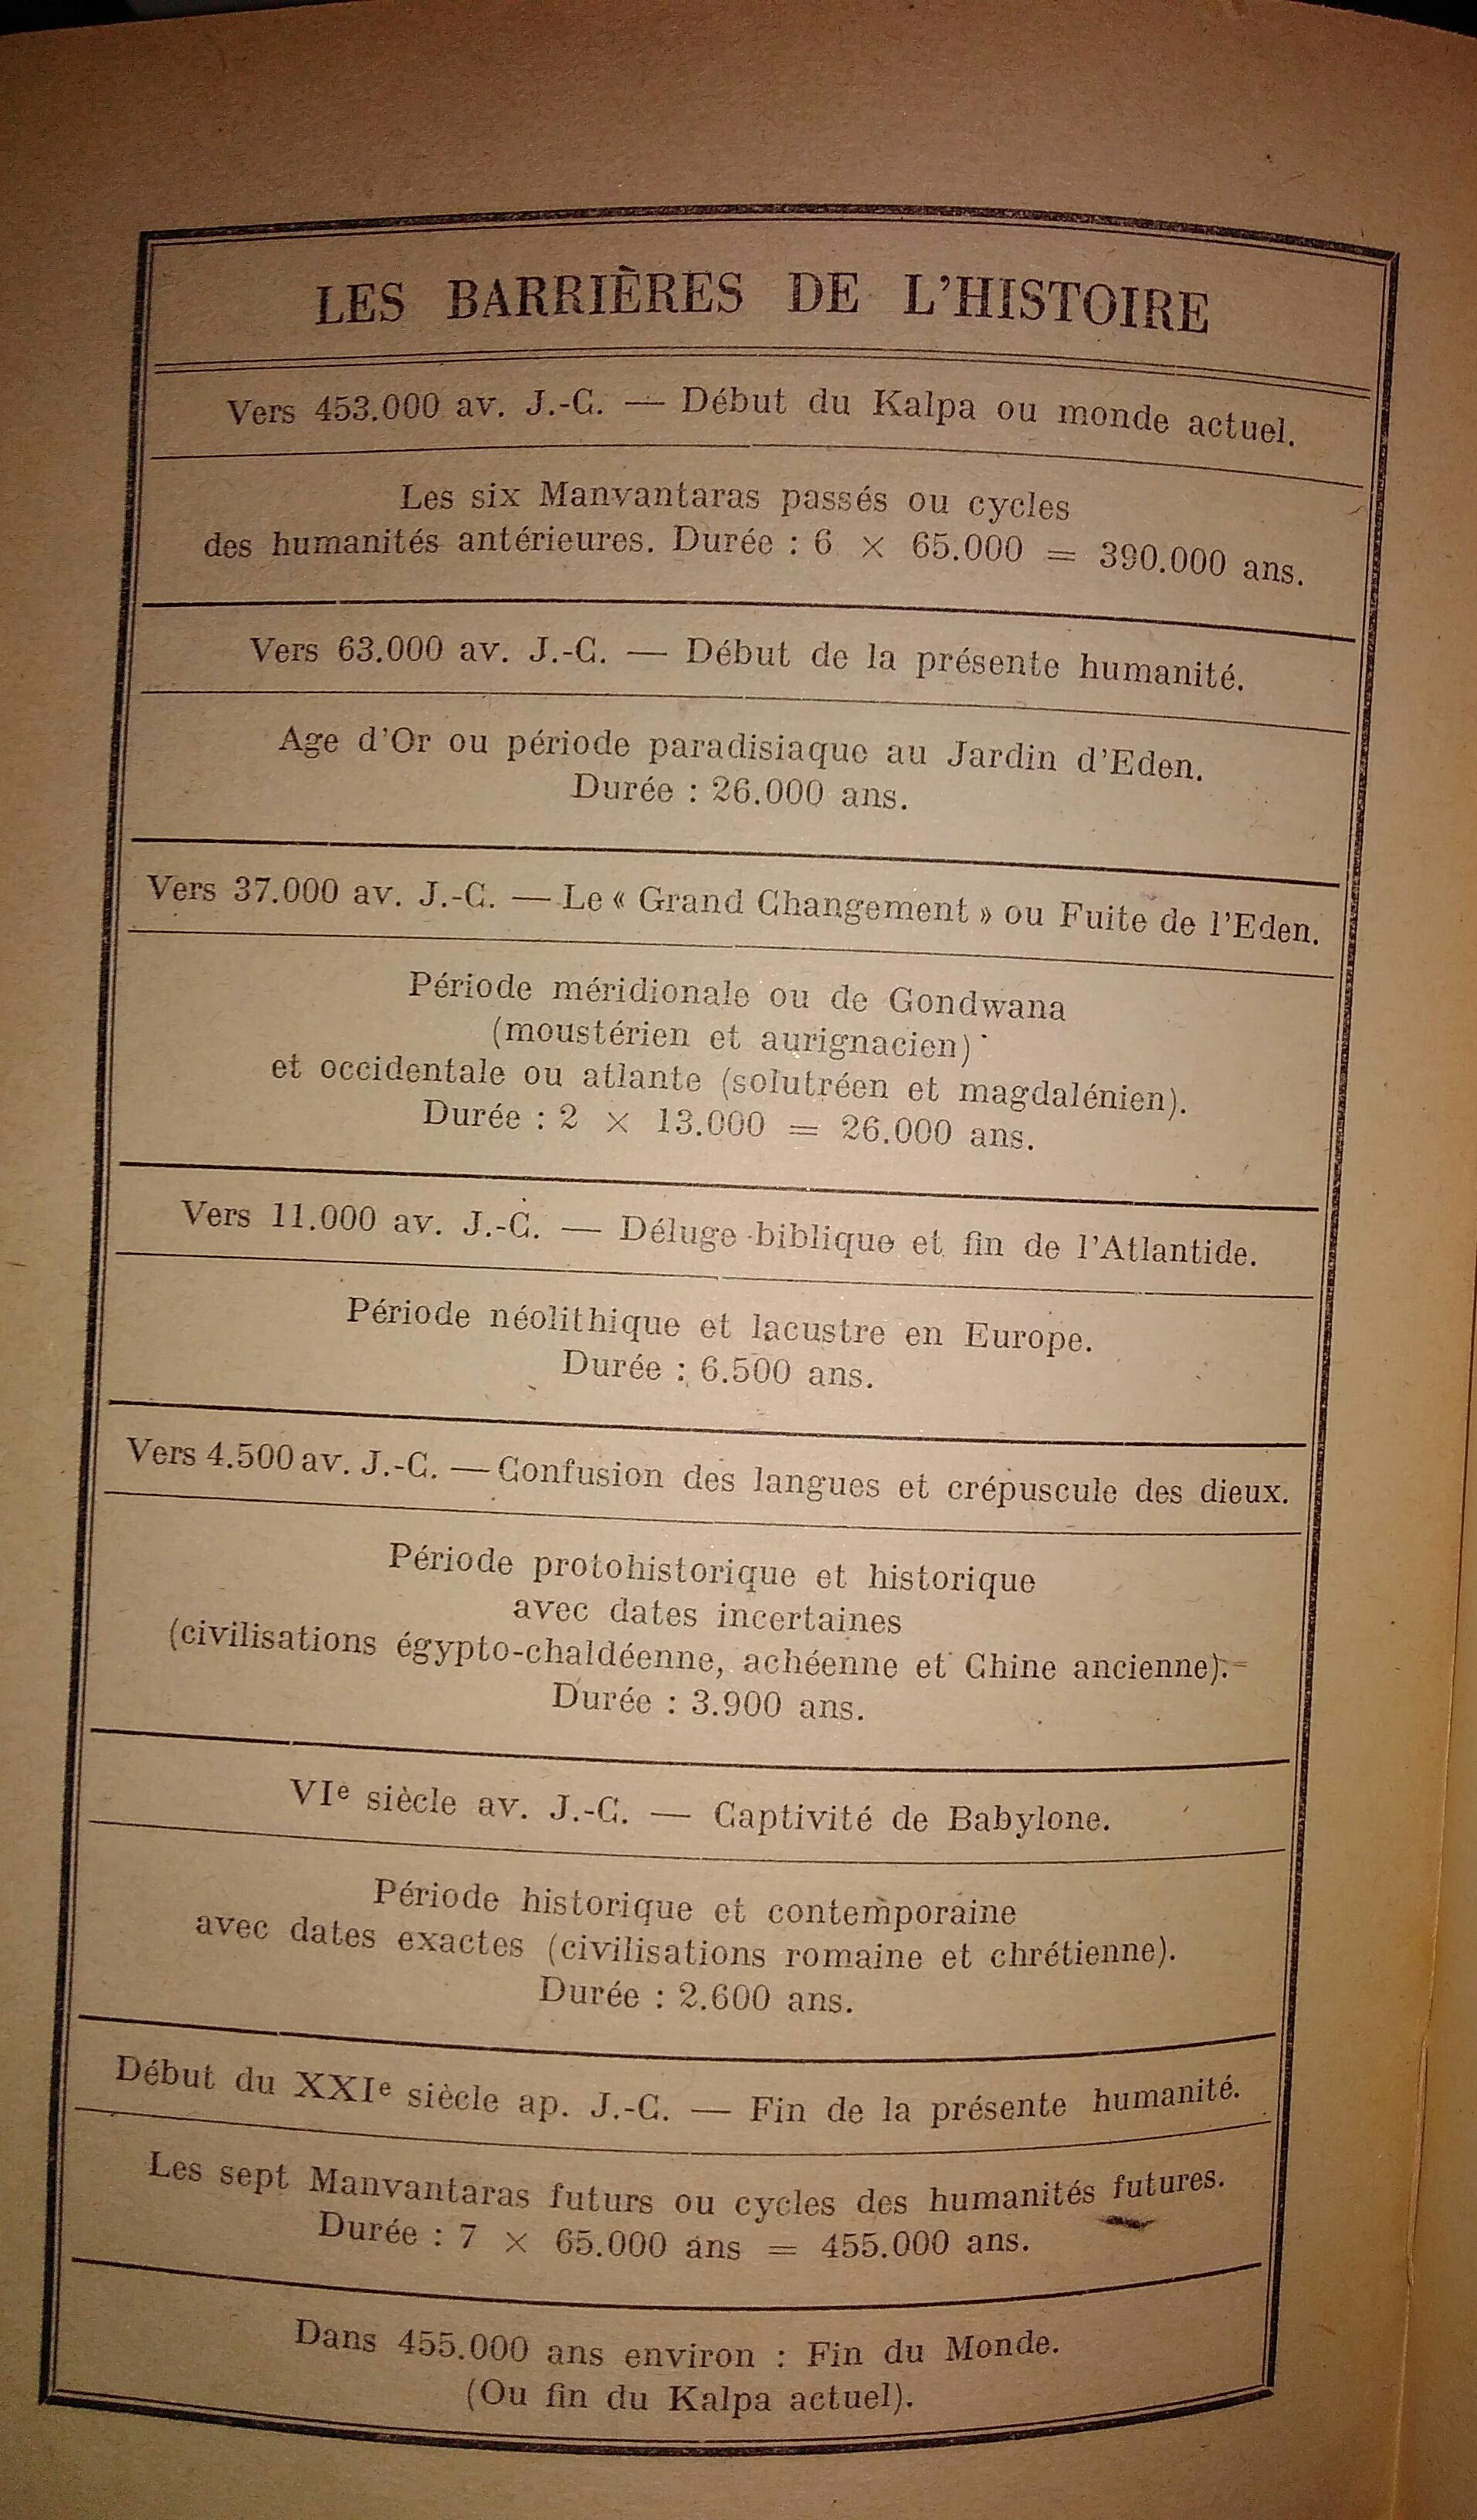 LES BARRIÈRES DE L'HISTOIRE
Vers 453.000 av. J.-C. — Début du Kalpa ou monde actuel.
Les six Manvantaras passés ou cycles
des humanités antérieures. Durée : 6 × 65.000 = 390.000 ans.
Vers 63.000 av. J.-C. — Début de la présente humanité.
Age d'Or ou période paradisiaque au Jardin d'Eden.
Durée : 26.000 ans.
Vers 37.000 av. J.-C. — Le « Grand Changement » ou Fuite de l'Eden.
Période méridionale ou de Gondwana
(moustérien et aurignacien)
et occidentale ou atlante (solutréen et magdalénien).
Durée : 2 × 13.000 = 26.000 ans.
Vers 11.000 av. J.-C. — Déluge biblique et fin de l'Atlantide.
Période néolithique et lacustre en Europe.
Durée : 6.500 ans.
Vers 4.500 av. J.-C. — Confusion des langues et crépuscule des dieux.
Période protohistorique et historique
avec dates incertaines
(civilisations égypto-chaldéenne, achéenne et Chine ancienne).
Durée : 3.900 ans.
VIe siècle av. J.-C. — Captivité de Babylone.
Période historique et contemporaine
avec dates exactes (civilisations romaine et chrétienne).
Durée : 2.600 ans.
Début du XXIe siècle ap. J.-C. — Fin de la présente humanité.
Les sept Manvantaras futurs ou cycles des humanités futures.
Durée : 7 × 65.000 ans = 455.000 ans.
Dans 455.000 ans environ : Fin du Monde.
(Ou fin du Kalpa actuel).